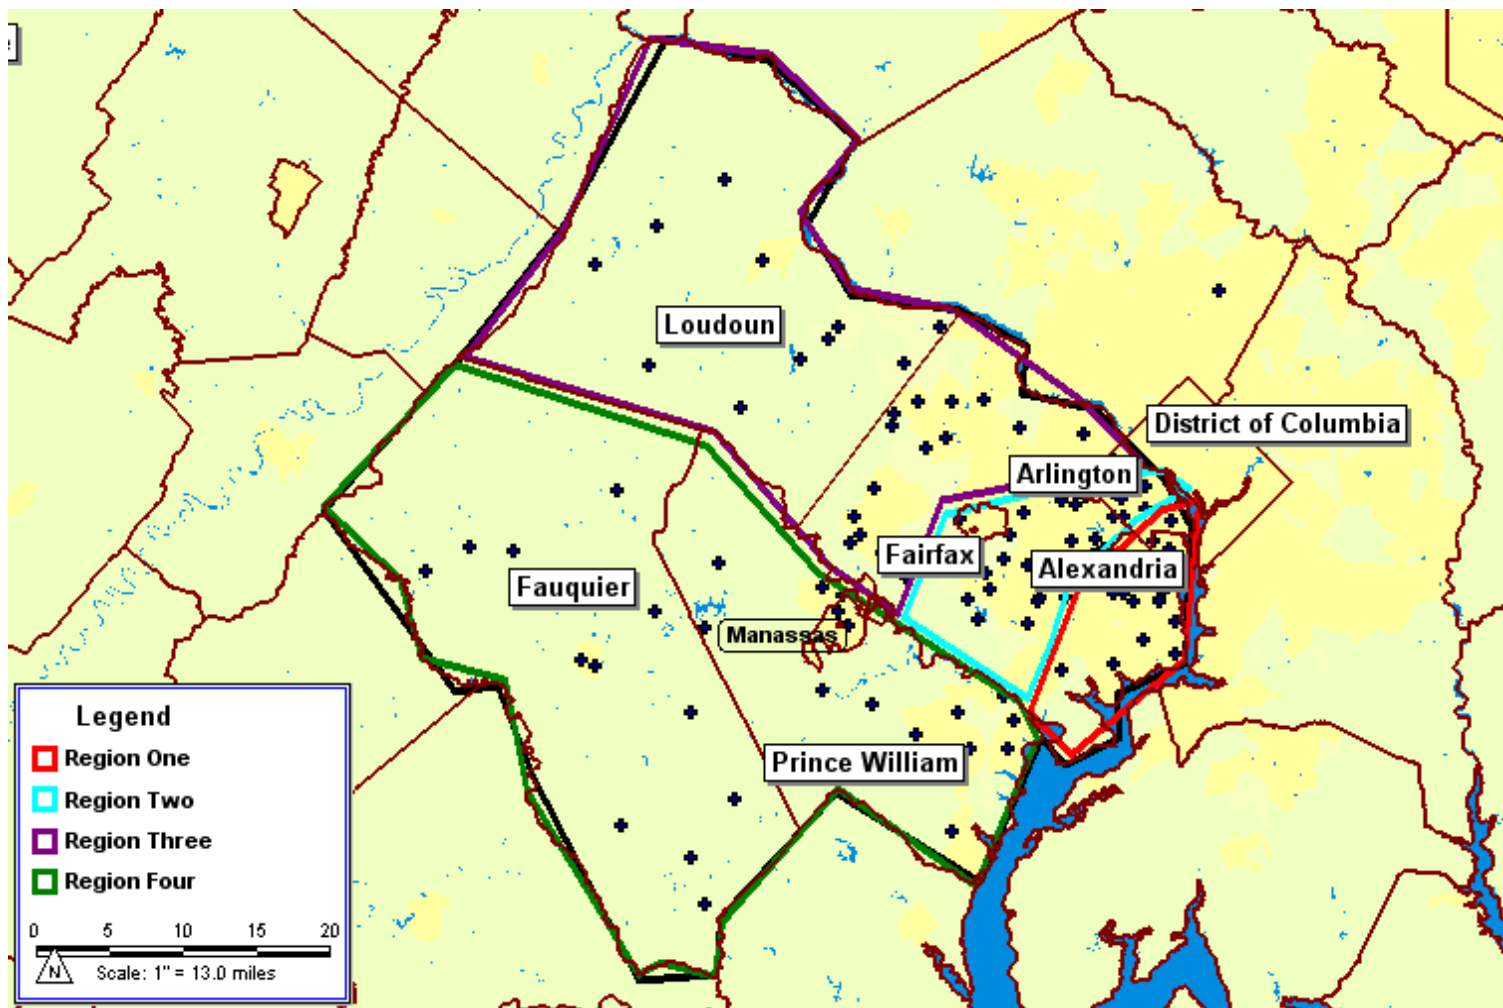 e
Loudoun
District of Columbia
Arlington
Fairfax
Alexandria
Fauquier
Manassas
Prince William
Legend
Region One
Region Two
Region Three
Region Four
0 5 10 15 20
N
Scale: 1" = 13.0 miles